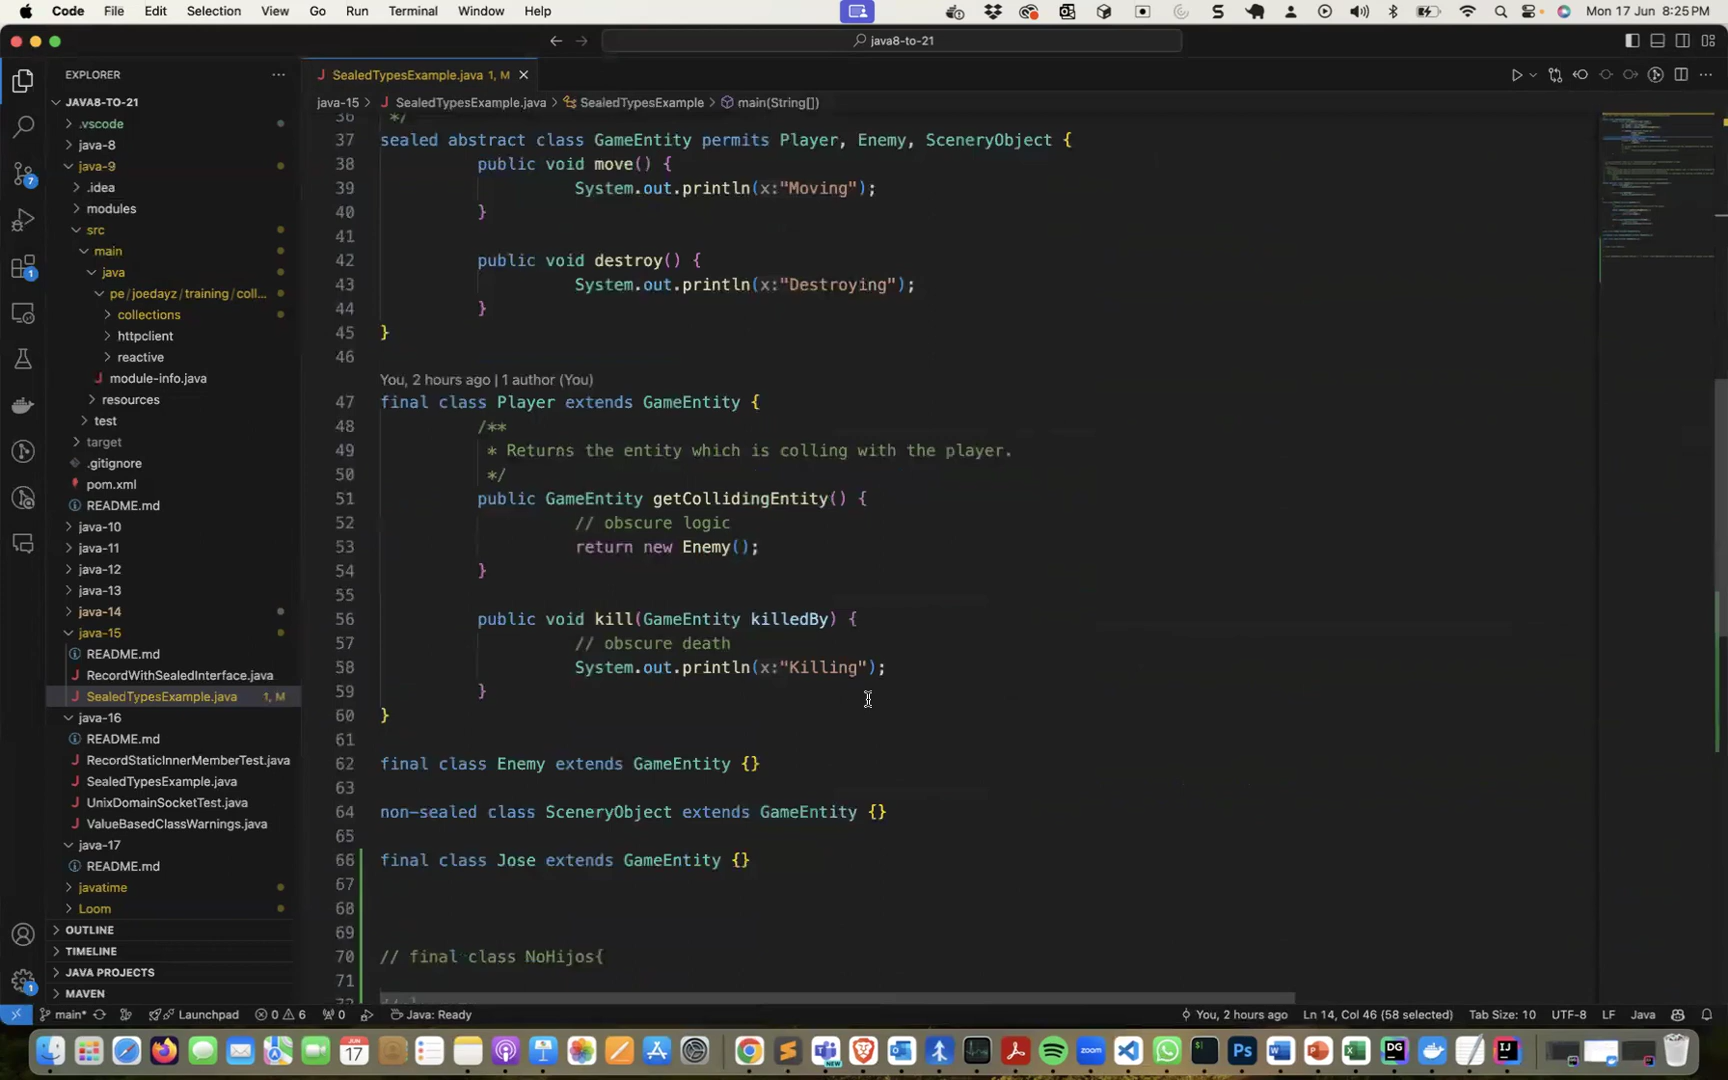 Code File Edit Selection View Go Run Terminal Window Help
Mon 17 Jun 8:25 PM
java8-to-21
EXPLORER
SealedTypesExample.java 1, M
JAVA8-TO-21
.vscode
java-8
java-9
.idea
modules
src
main
java
pe/joedayz/training/coll...
collections
httpclient
reactive
module-info.java
resources
test
target
.gitignore
pom.xml
README.md
java-10
java-11
java-12
java-13
java-14
java-15
README.md
RecordWithSealedInterface.java
SealedTypesExample.java 1, M
java-16
README.md
RecordStaticInnerMemberTest.java
SealedTypesExample.java
UnixDomainSocketTest.java
ValueBasedClassWarnings.java
java-17
README.md
javatime
Loom
OUTLINE
TIMELINE
JAVA PROJECTS
MAVEN
7
1
1
java-15 > SealedTypesExample.java > SealedTypesExample > main(String[])
36 */
37 sealed abstract class GameEntity permits Player, Enemy, SceneryObject {
38 public void move() {
39 System.out.println(x:"Moving");
40 }
41
42 public void destroy() {
43 System.out.println(x:"Destroying");
44 }
45 }
46
You, 2 hours ago | 1 author (You)
47 final class Player extends GameEntity {
48 /**
49 * Returns the entity which is colling with the player.
50 */
51 public GameEntity getCollidingEntity() {
52 // obscure logic
53 return new Enemy();
54 }
55
56 public void kill(GameEntity killedBy) {
57 // obscure death
58 System.out.println(x:"Killing");
59 }
60 }
61
62 final class Enemy extends GameEntity {}
63
64 non-sealed class SceneryObject extends GameEntity {}
65
66 final class Jose extends GameEntity {}
67
68
69
70 // final class NoHijos{
71
main* Launchpad 0 6 0 Java: Ready
You, 2 hours ago Ln 14, Col 46 (58 selected) Tab Size: 10 UTF-8 LF Java
JUN
17
NEW
zoom
DG